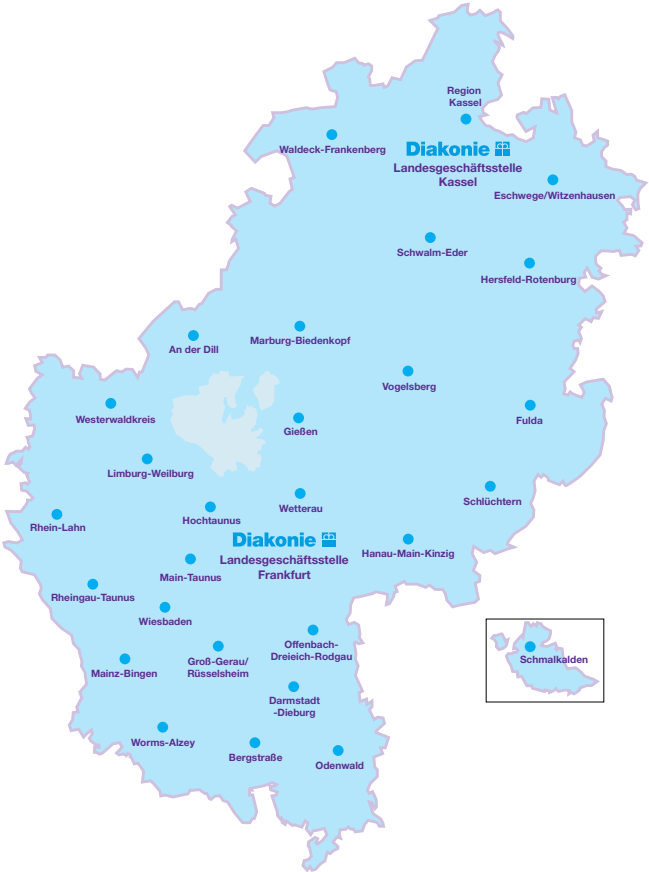 Region
Kassel
Waldeck-Frankenberg
Diakonie
Landesgeschäftsstelle
Kassel
Eschwege/Witzenhausen
Schwalm-Eder
Hersfeld-Rotenburg
Marburg-Biedenkopf
An der Dill
Vogelsberg
Westerwaldkreis
Fulda
Gießen
Limburg-Weilburg
Schlüchtern
Wetterau
Hochtaunus
Rhein-Lahn
Diakonie
Landesgeschäftsstelle
Frankfurt
Hanau-Main-Kinzig
Main-Taunus
Rheingau-Taunus
Wiesbaden
Offenbach-
Dreieich-Rodgau
Groß-Gerau/
Rüsselsheim
Schmalkalden
Mainz-Bingen
Darmstadt
-Dieburg
Worms-Alzey
Bergstraße
Odenwald